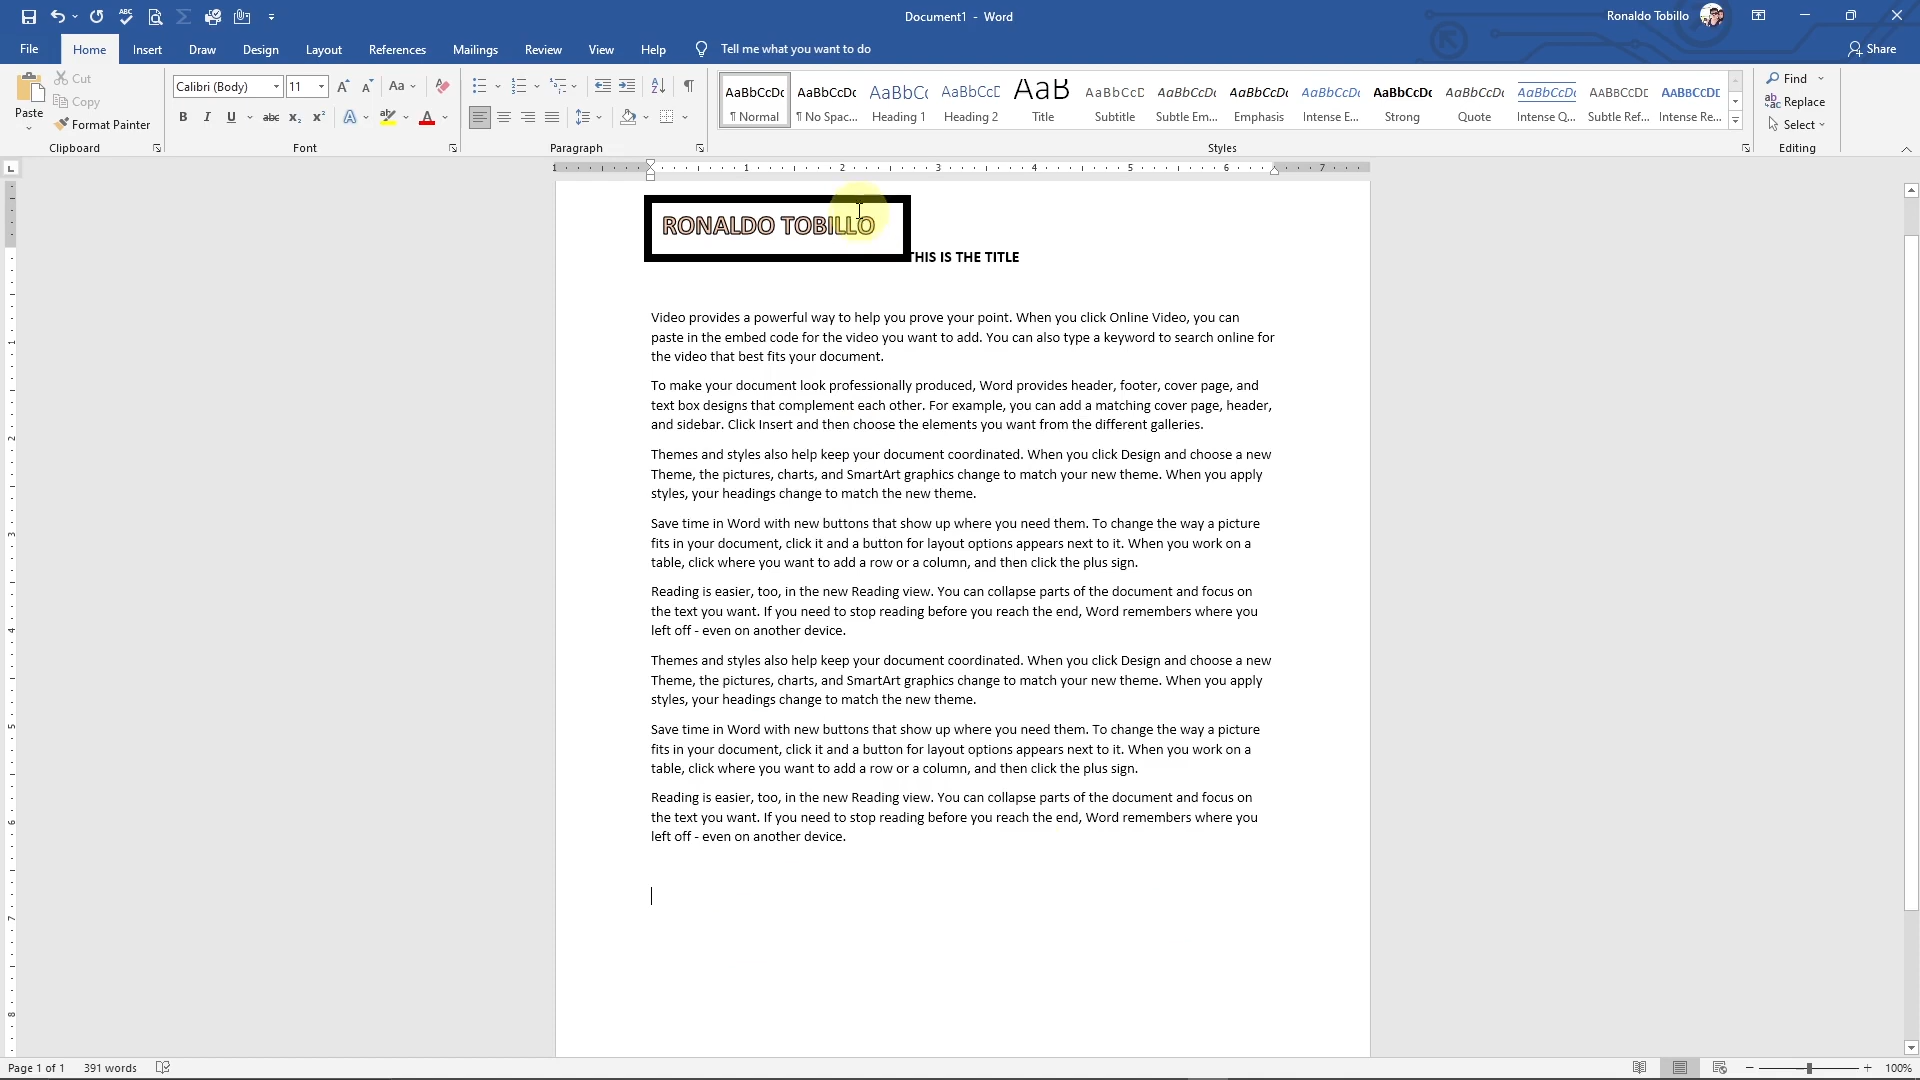 Document1 - Word
Ronaldo Tobillo
File Home Insert Draw Design Layout References Mailings Review View Help Tell me what you want to do Share
Paste
Cut
Copy
Format Painter
Clipboard
Calibri (Body) 11
Font
Paragraph
AaBbCcDc AaBbCcDc AaBbCc AaBbCcD AaB AaBbCcD AaBbCcDc AaBbCcDc AaBbCcDc AaBbCcDc AaBbCcDc AaBbCcDc AABBCCDE AABBCCDE
¶ Normal ¶ No Spac... Heading 1 Heading 2 Title Subtitle Subtle Em... Emphasis Intense E... Strong Quote Intense Q... Subtle Ref... Intense Re...
Styles
Find
Replace
Select
Editing
1 1 2 3 4 5 6 7
RONALDO TOBILLO
THIS IS THE TITLE
Video provides a powerful way to help you prove your point. When you click Online Video, you can
paste in the embed code for the video you want to add. You can also type a keyword to search online for
the video that best fits your document.
To make your document look professionally produced, Word provides header, footer, cover page, and
text box designs that complement each other. For example, you can add a matching cover page, header,
and sidebar. Click Insert and then choose the elements you want from the different galleries.
Themes and styles also help keep your document coordinated. When you click Design and choose a new
Theme, the pictures, charts, and SmartArt graphics change to match your new theme. When you apply
styles, your headings change to match the new theme.
Save time in Word with new buttons that show up where you need them. To change the way a picture
fits in your document, click it and a button for layout options appears next to it. When you work on a
table, click where you want to add a row or a column, and then click the plus sign.
Reading is easier, too, in the new Reading view. You can collapse parts of the document and focus on
the text you want. If you need to stop reading before you reach the end, Word remembers where you
left off - even on another device.
Themes and styles also help keep your document coordinated. When you click Design and choose a new
Theme, the pictures, charts, and SmartArt graphics change to match your new theme. When you apply
styles, your headings change to match the new theme.
Save time in Word with new buttons that show up where you need them. To change the way a picture
fits in your document, click it and a button for layout options appears next to it. When you work on a
table, click where you want to add a row or a column, and then click the plus sign.
Reading is easier, too, in the new Reading view. You can collapse parts of the document and focus on
the text you want. If you need to stop reading before you reach the end, Word remembers where you
left off - even on another device.
Page 1 of 1 391 words
100%